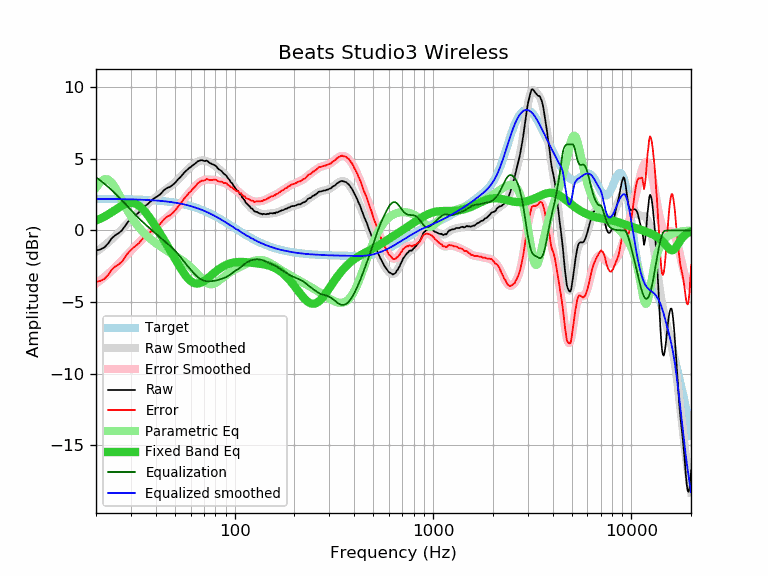 Beats Studio3 Wireless
Amplitude (dBr)
10
5
0
−5
−10
−15
Target
Raw Smoothed
Error Smoothed
Raw
Error
Parametric Eq
Fixed Band Eq
Equalization
Equalized smoothed
100
1000
10000
Frequency (Hz)